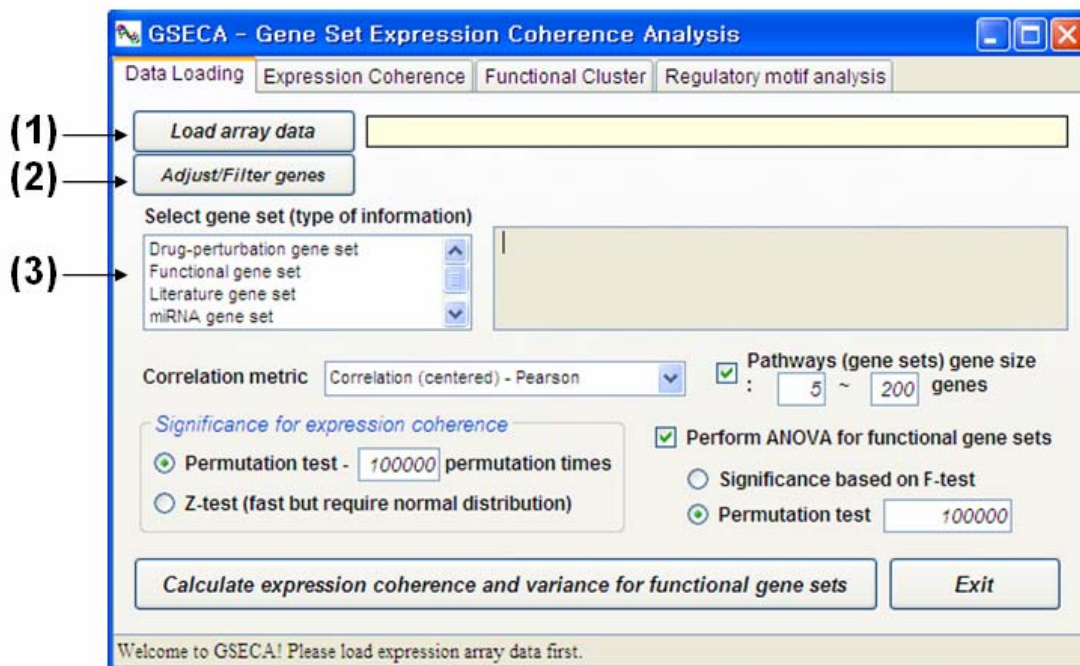 GSECA - Gene Set Expression Coherence Analysis
Data Loading Expression Coherence Functional Cluster Regulatory motif analysis
(1) Load array data
(2) Adjust/Filter genes
Select gene set (type of information)
(3)
Drug-perturbation gene set
Functional gene set
Literature gene set
miRNA gene set
Correlation metric Correlation (centered) - Pearson
Pathways (gene sets) gene size
: 5 ~ 200 genes
Significance for expression coherence
Permutation test - 100000 permutation times
Z-test (fast but require normal distribution)
Perform ANOVA for functional gene sets
Significance based on F-test
Permutation test 100000
Calculate expression coherence and variance for functional gene sets Exit
Welcome to GSECA! Please load expression array data first.